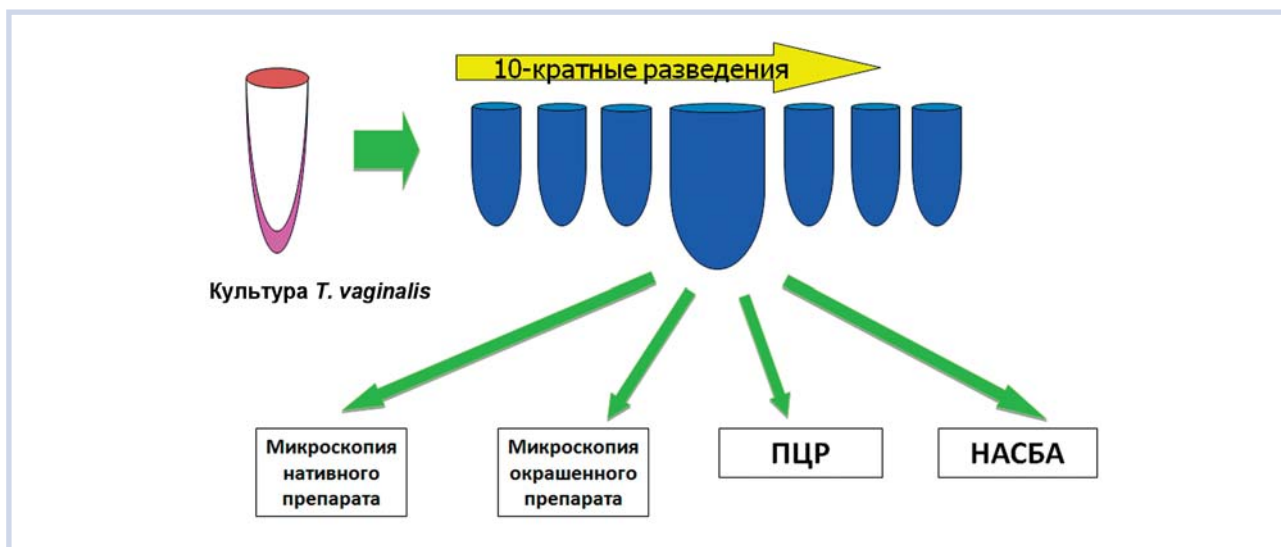 10-кратные разведения
Культура T. vaginalis
Микроскопия
нативного
препарата
Микроскопия
окрашенного
препарата
ПЦР
НАСБА